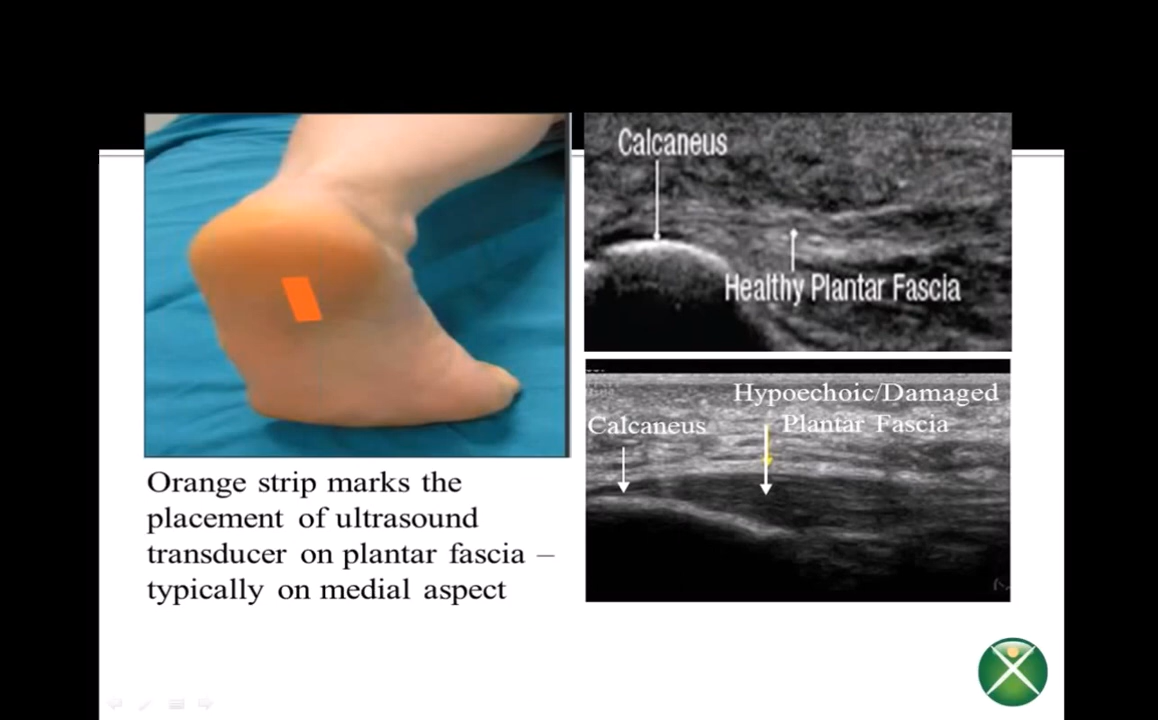 Calcaneus
Healthy Plantar Fascia
Hypoechoic/Damaged
Plantar Fascia
Calcaneus
Orange strip marks the
placement of ultrasound
transducer on plantar fascia –
typically on medial aspect